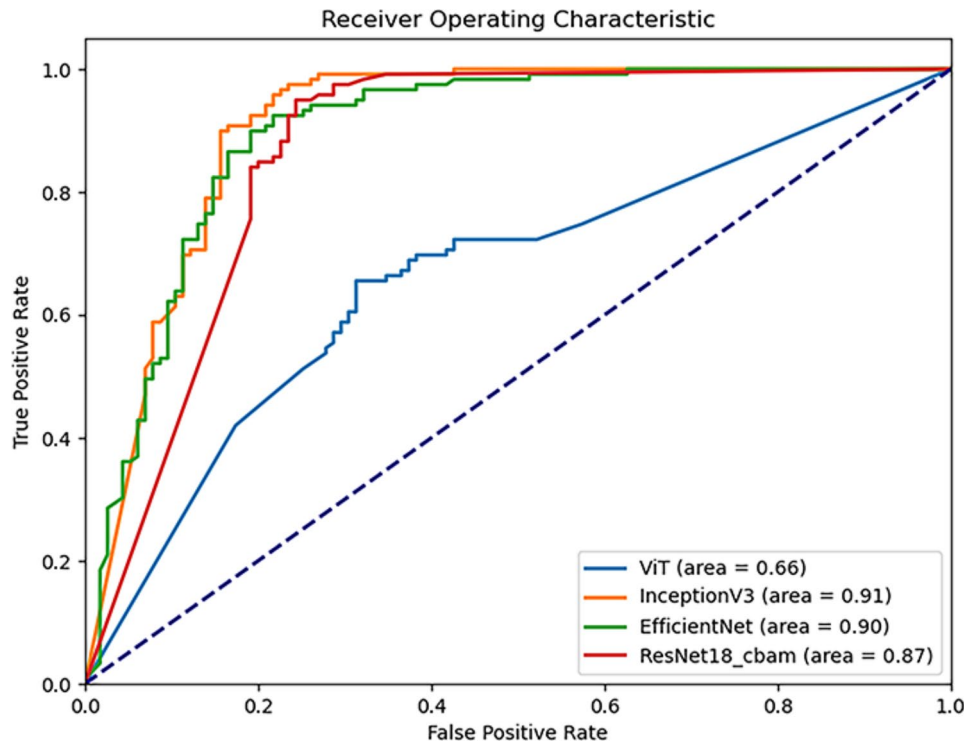 Receiver Operating Characteristic
True Positive Rate
1.0
0.8
0.6
0.4
0.2
0.0
ViT (area = 0.66)
InceptionV3 (area = 0.91)
EfficientNet (area = 0.90)
ResNet18_cbam (area = 0.87)
0.0 0.2 0.4 0.6 0.8 1.0
False Positive Rate